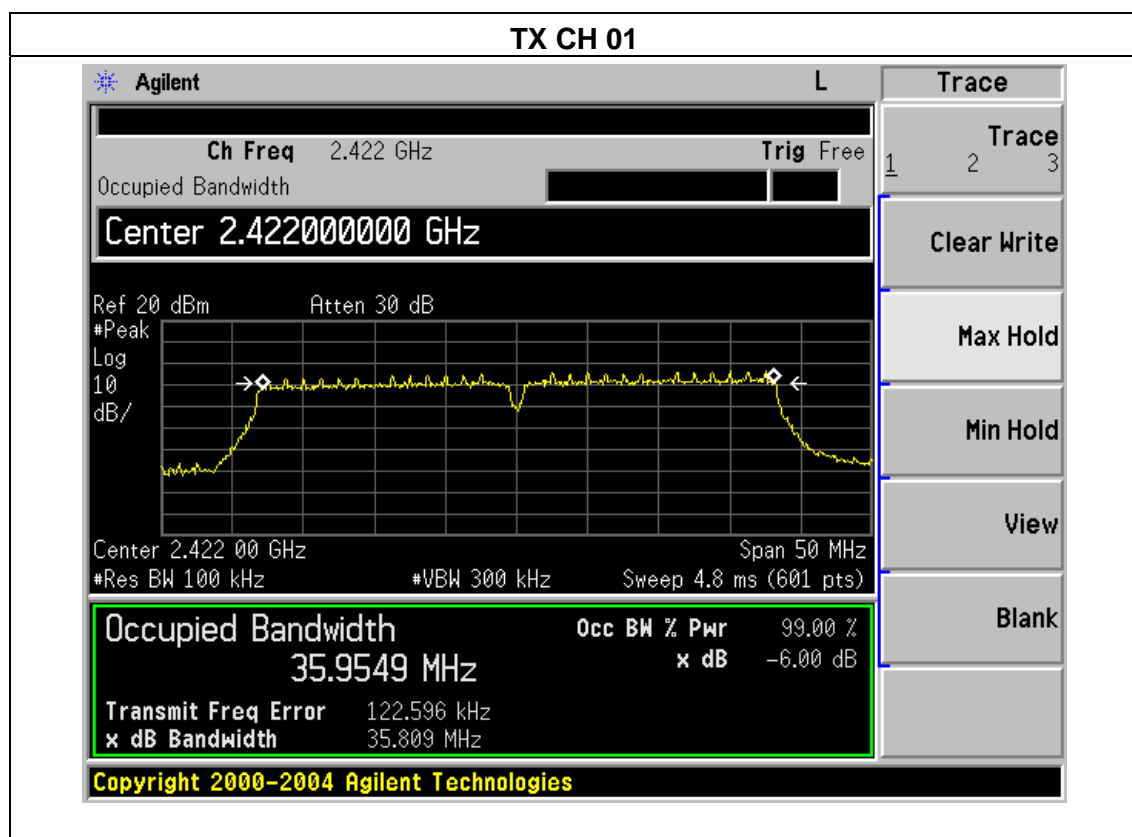 TX CH 01
Agilent L Trace
Ch Freq 2.422 GHz Trig Free
Occupied Bandwidth
Center 2.422000000 GHz
Ref 20 dBm Atten 30 dB
#Peak
Log
10
dB/
Center 2.422 00 GHz Span 50 MHz
#Res BW 100 kHz #VBW 300 kHz Sweep 4.8 ms (601 pts)
Occupied Bandwidth Occ BW % Pwr 99.00 %
35.9549 MHz x dB -6.00 dB
Transmit Freq Error 122.596 kHz
x dB Bandwidth 35.809 MHz
Copyright 2000-2004 Agilent Technologies
Trace
1 2 3
Clear Write
Max Hold
Min Hold
View
Blank